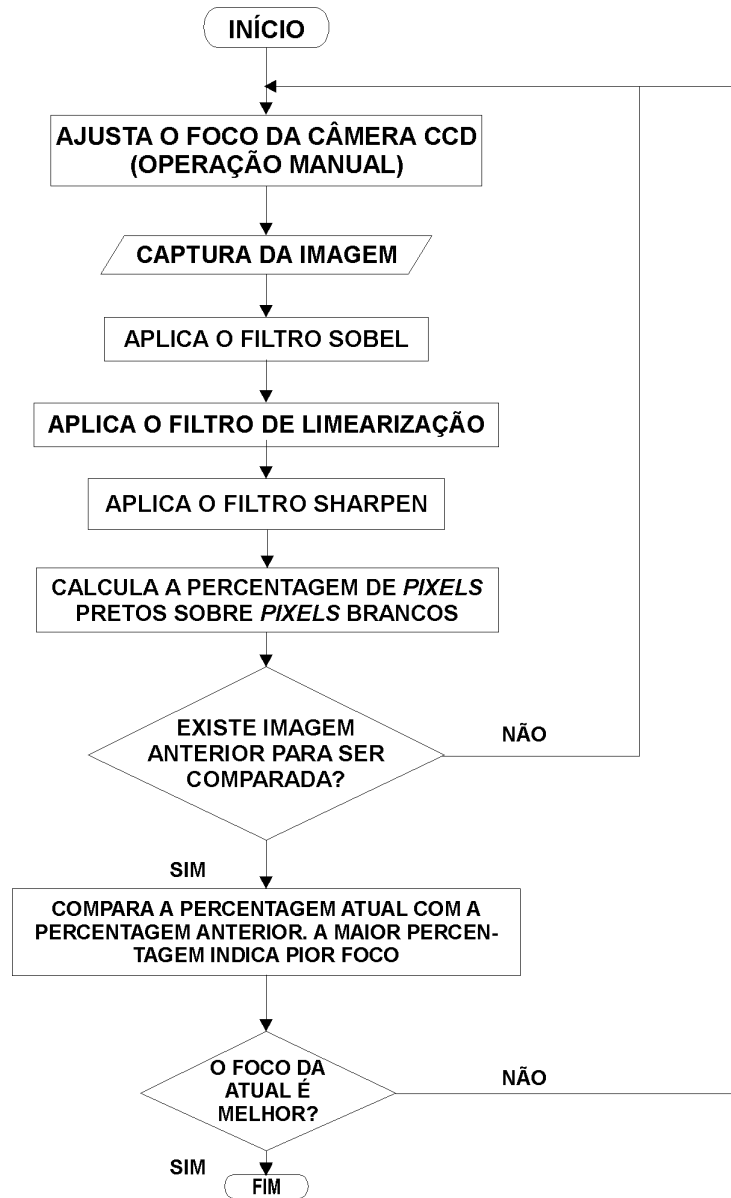 INÍCIO
AJUSTA O FOCO DA CÂMERA CCD
(OPERAÇÃO MANUAL)
CAPTURA DA IMAGEM
APLICA O FILTRO SOBEL
APLICA O FILTRO DE LIMEARIZAÇÃO
APLICA O FILTRO SHARPEN
CALCULA A PERCENTAGEM DE PIXELS
PRETOS SOBRE PIXELS BRANCOS
EXISTE IMAGEM
ANTERIOR PARA SER
COMPARADA?
NÃO
SIM
COMPARA A PERCENTAGEM ATUAL COM A
PERCENTAGEM ANTERIOR. A MAIOR PERCEN-
TAGEM INDICA PIOR FOCO
O FOCO DA
ATUAL É
MELHOR?
NÃO
SIM
FIM